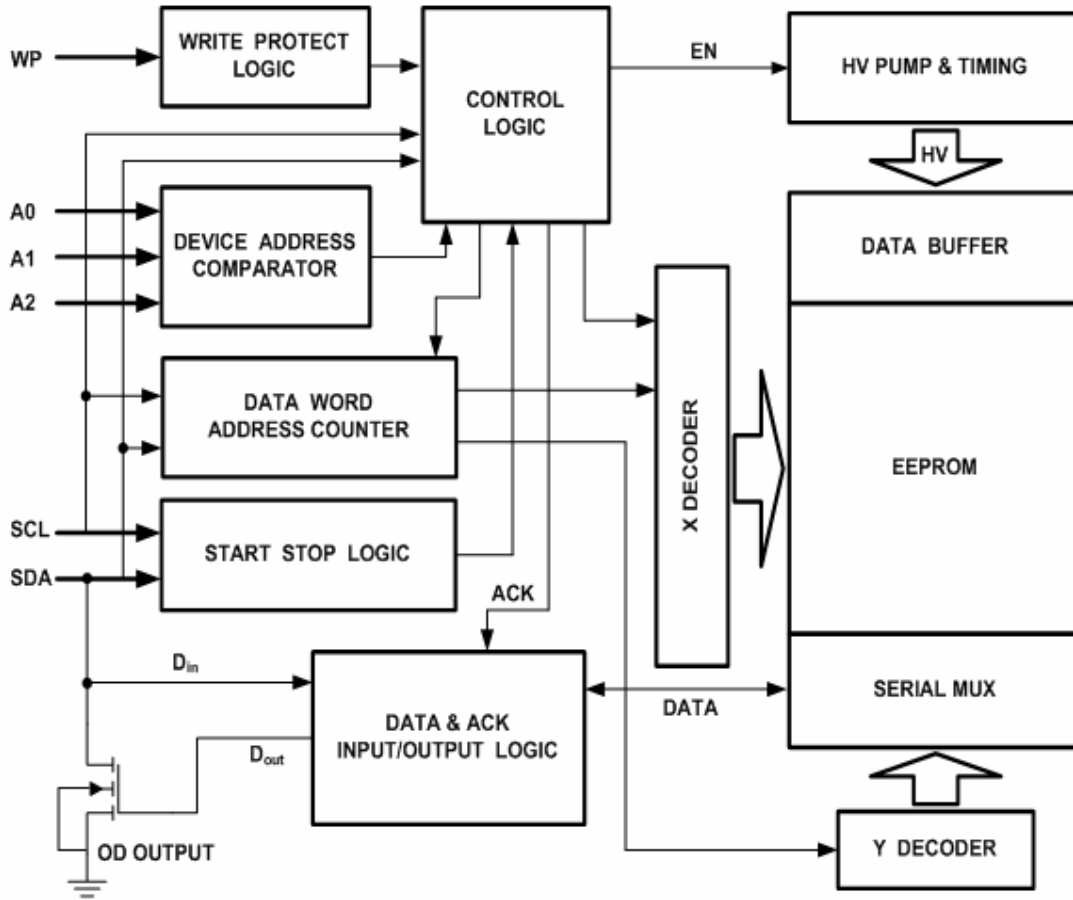 WP
WRITE PROTECT
LOGIC
CONTROL
LOGIC
EN
HV PUMP & TIMING
HV
A0
A1
A2
DEVICE ADDRESS
COMPARATOR
DATA BUFFER
DATA WORD
ADDRESS COUNTER
X DECODER
EEPROM
SCL
SDA
START STOP LOGIC
ACK
Din
DATA & ACK
INPUT/OUTPUT LOGIC
Dout
DATA
SERIAL MUX
OD OUTPUT
Y DECODER